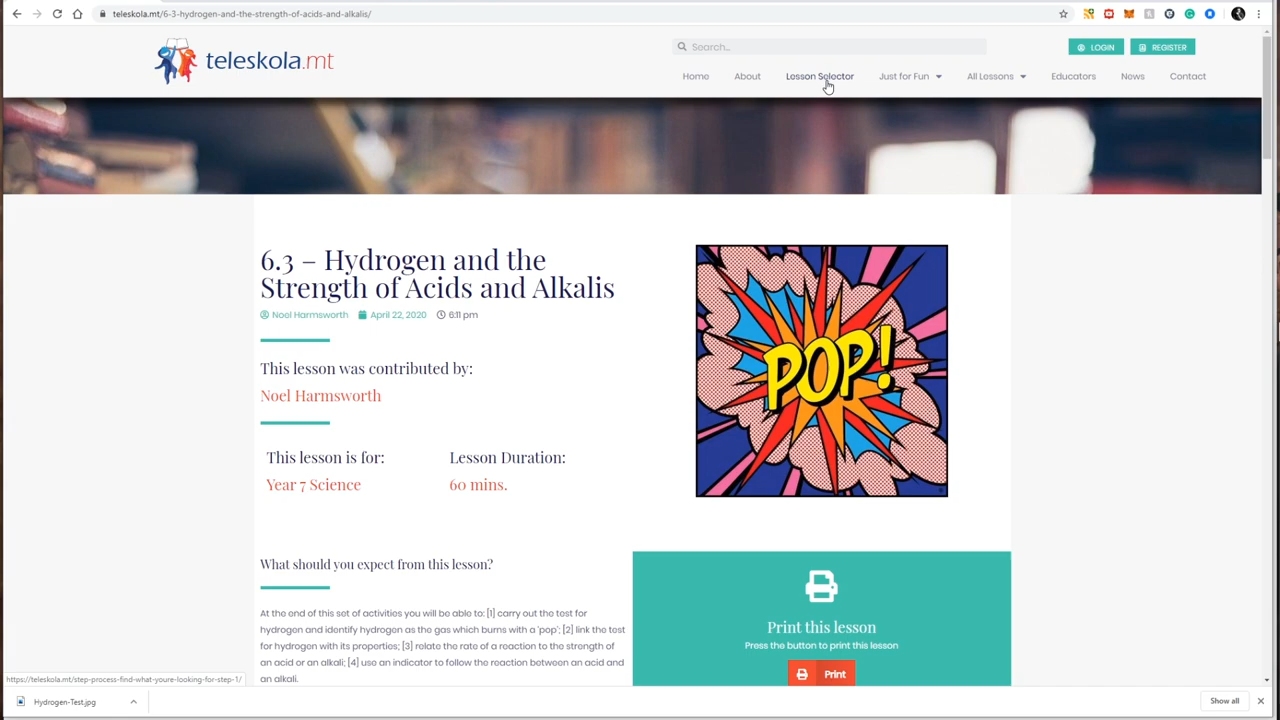 teleskola.mt/6-3-hydrogen-and-the-strength-of-acids-and-alkalis/
teleskola.mt
Search...
LOGIN
REGISTER
Home
About
Lesson Selector
Just for Fun
All Lessons
Educators
News
Contact
6.3 – Hydrogen and the
Strength of Acids and Alkalis
Noel Harmsworth
April 22, 2020
6:11 pm
POP!
This lesson was contributed by:
Noel Harmsworth
This lesson is for:
Lesson Duration:
Year 7 Science
60 mins.
What should you expect from this lesson?
At the end of this set of activities you will be able to: [1] carry out the test for
hydrogen and identify hydrogen as the gas which burns with a 'pop'; [2] link the test
for hydrogen with its properties; [3] relate the rate of a reaction to the strength of
an acid or an alkali; [4] use an indicator to follow the reaction between an acid and
an alkali.
Print this lesson
Press the button to print this lesson
Print
https://teleskola.mt/step-process-find-what-youre-looking-for-step-1/
Hydrogen-Test.jpg
Show all